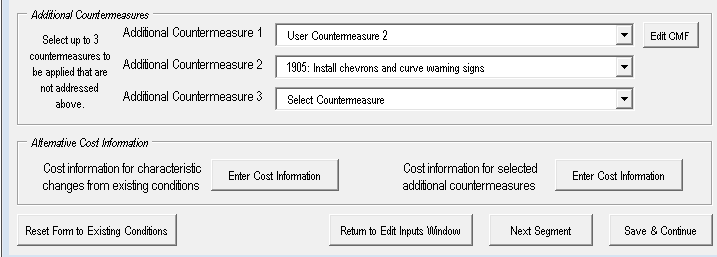 Additional Countermeasures
Select up to 3
countermeasures to
be applied that are
not addressed
above.
Additional Countermeasure 1
User Countermeasure 2
Edit CMF
Additional Countermeasure 2
1905: Install chevrons and curve warning signs
Additional Countermeasure 3
Select Countermeasure
Alternative Cost Information
Cost information for characteristic
changes from existing conditions
Enter Cost Information
Cost information for selected
additional countermeasures
Enter Cost Information
Reset Form to Existing Conditions
Return to Edit Inputs Window
Next Segment
Save & Continue